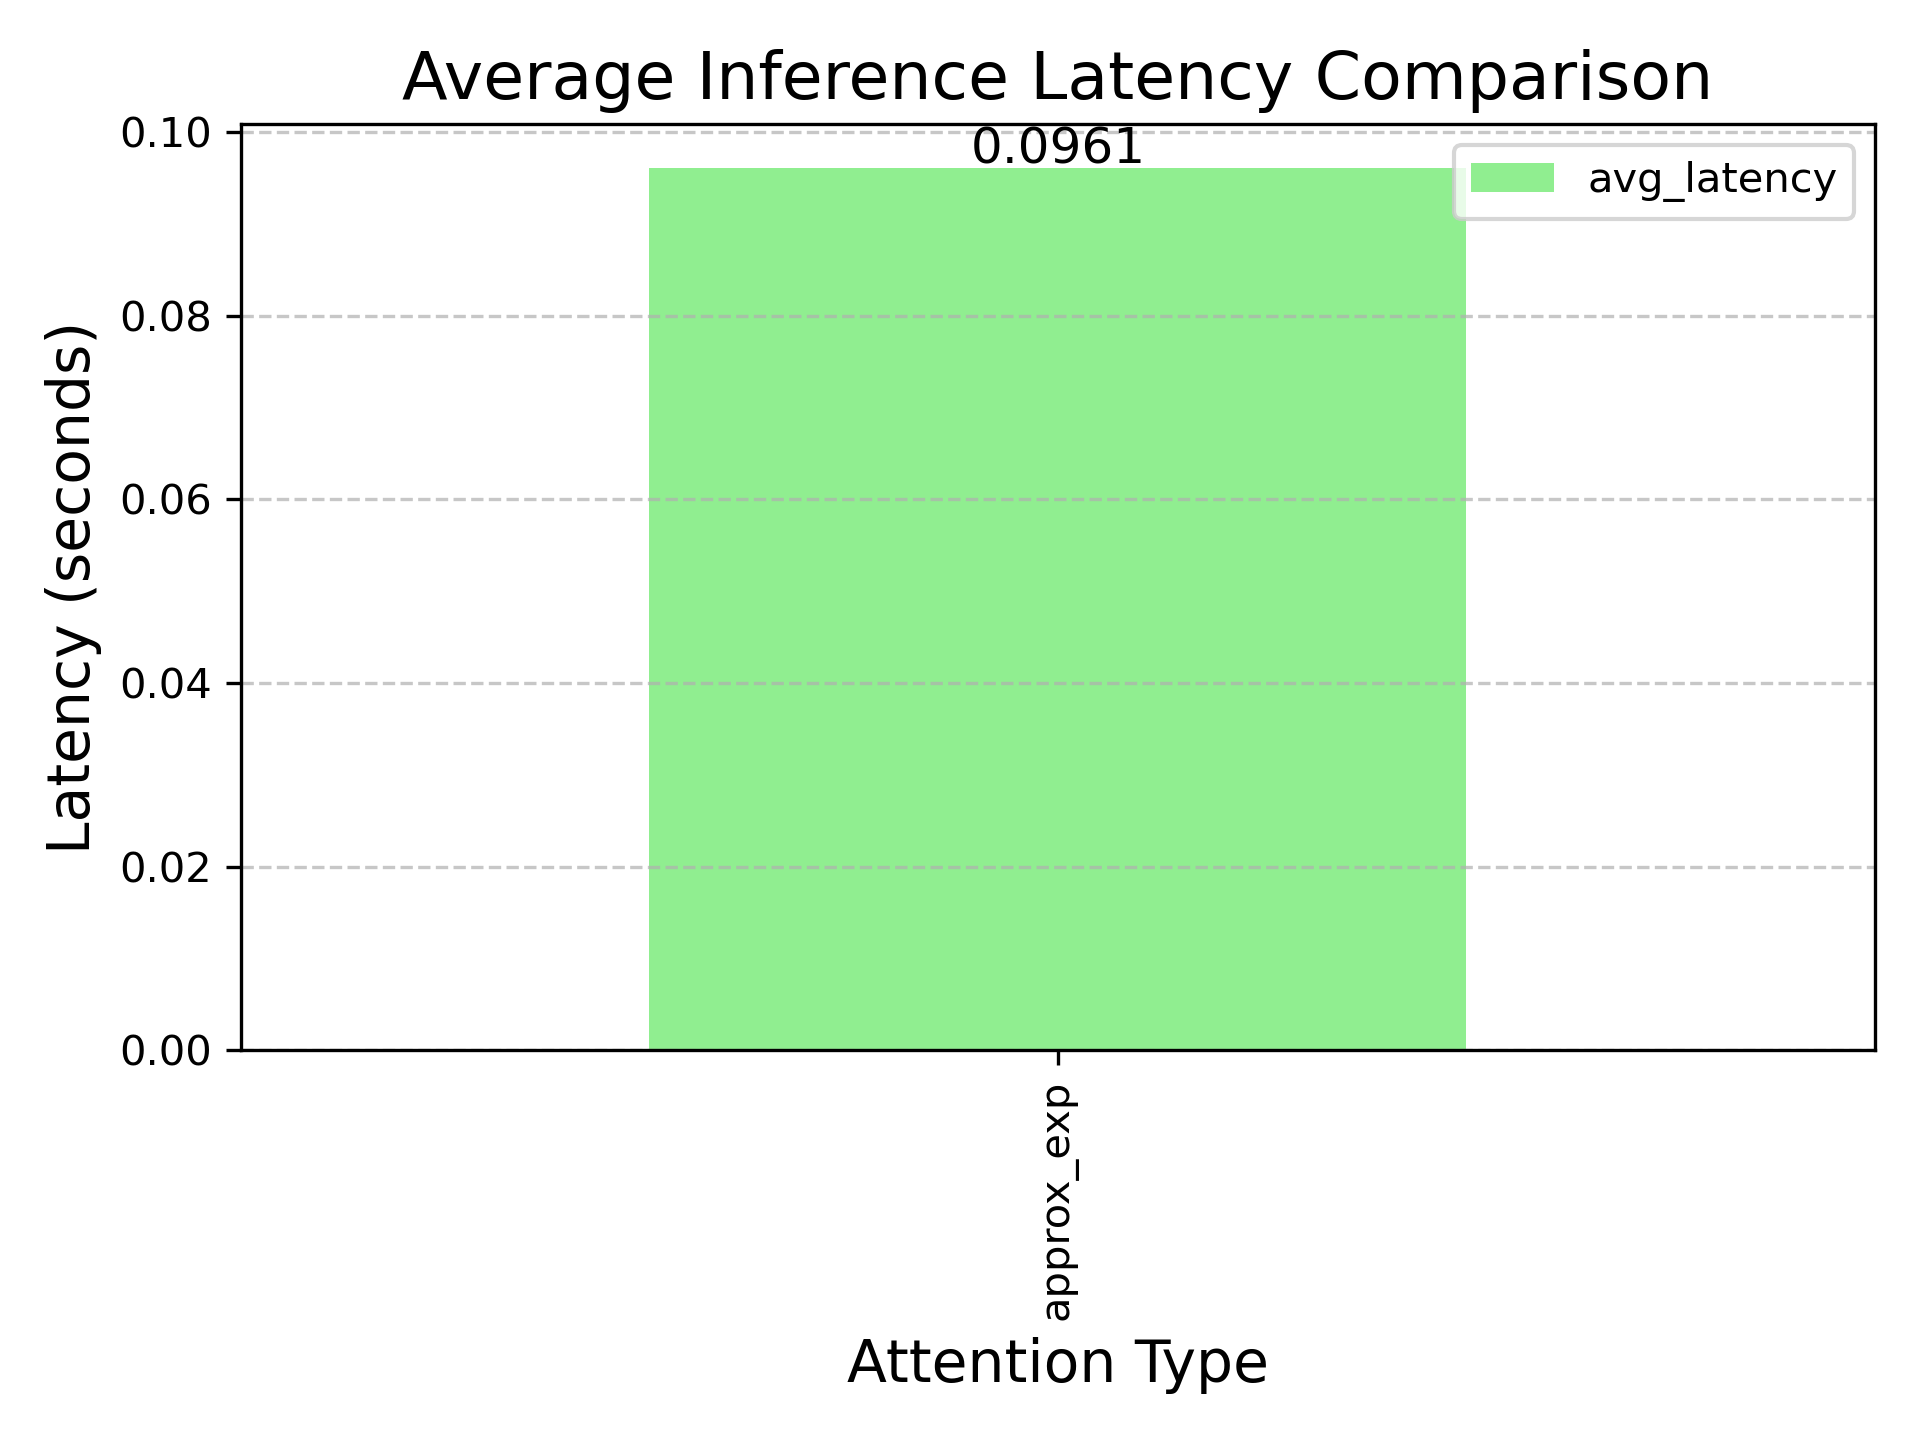 Average Inference Latency Comparison
0.10
0.0961
avg_latency
0.08
0.06
0.04
0.02
0.00
Latency (seconds)
approx_exp
Attention Type